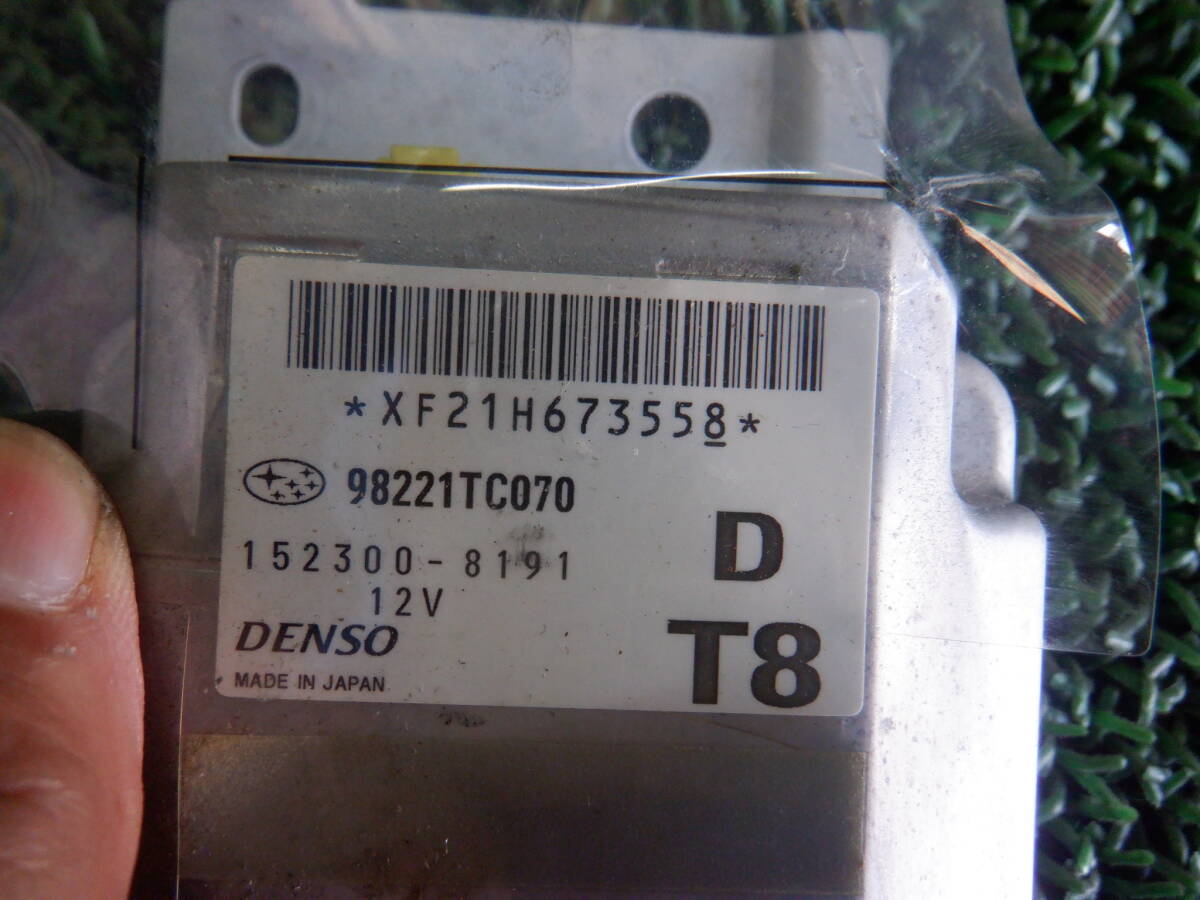 *XF21H673558*
98221TC070
152300-8191
12V
DENSO
MADE IN JAPAN
D
T8